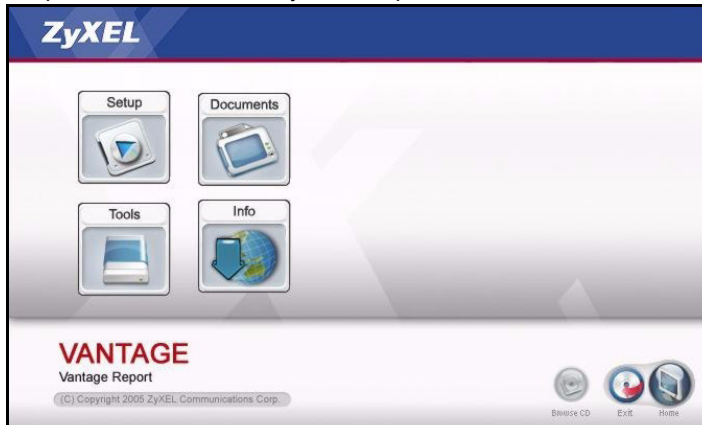 ZyXEL
Setup
Documents
Tools
Info
VANTAGE
Vantage Report
(C) Copyright 2005 ZyXEL Communications Corp.
Browse CD
Exit
Home